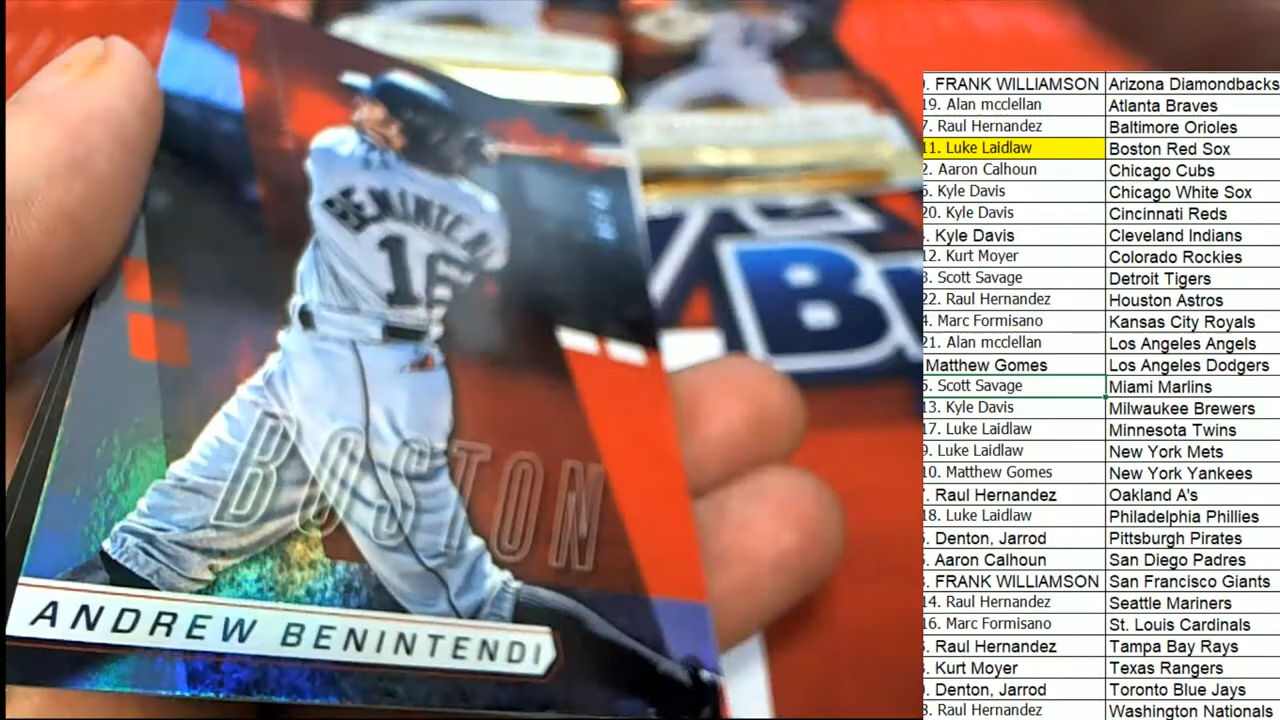 BENINTENDI
16
BOSTON
ANDREW BENINTENDI
FRANK WILLIAMSON Arizona Diamondbacks
19. Alan mcclellan Atlanta Braves
7. Raul Hernandez Baltimore Orioles
11. Luke Laidlaw Boston Red Sox
2. Aaron Calhoun Chicago Cubs
Kyle Davis Chicago White Sox
20. Kyle Davis Cincinnati Reds
Kyle Davis Cleveland Indians
12. Kurt Moyer Colorado Rockies
Scott Savage Detroit Tigers
22. Raul Hernandez Houston Astros
4. Marc Formisano Kansas City Royals
21. Alan mcclellan Los Angeles Angels
Matthew Gomes Los Angeles Dodgers
Scott Savage Miami Marlins
13. Kyle Davis Milwaukee Brewers
17. Luke Laidlaw Minnesota Twins
Luke Laidlaw New York Mets
10. Matthew Gomes New York Yankees
Raul Hernandez Oakland A's
18. Luke Laidlaw Philadelphia Phillies
Denton, Jarrod Pittsburgh Pirates
Aaron Calhoun San Diego Padres
FRANK WILLIAMSON San Francisco Giants
14. Raul Hernandez Seattle Mariners
16. Marc Formisano St. Louis Cardinals
Raul Hernandez Tampa Bay Rays
Kurt Moyer Texas Rangers
Denton, Jarrod Toronto Blue Jays
Raul Hernandez Washington Nationals